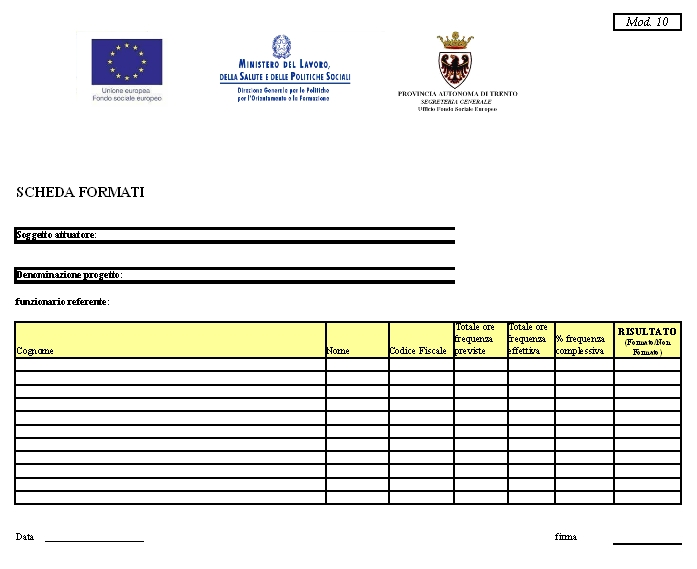 Mod. 10
Unione europea
Fondo sociale europeo
MINISTERO DEL LAVORO,
DELLA SALUTE E DELLE POLITICHE SOCIALI
Direzione Generale per le Politiche
per l'Orientamento e la Formazione
PROVINCIA AUTONOMA DI TRENTO
SEGRETERIA GENERALE
Ufficio Fondo Sociale Europeo
SCHEDA FORMATI
Soggetto attuatore:
Denominazione progetto:
funzionario referente:
Cognome
Nome
Codice Fiscale
Totale ore
frequenza
previste
Totale ore
frequenza
effettiva
% frequenza
complessiva
RISULTATO
(Formato/Non
Formato)
Data
firma